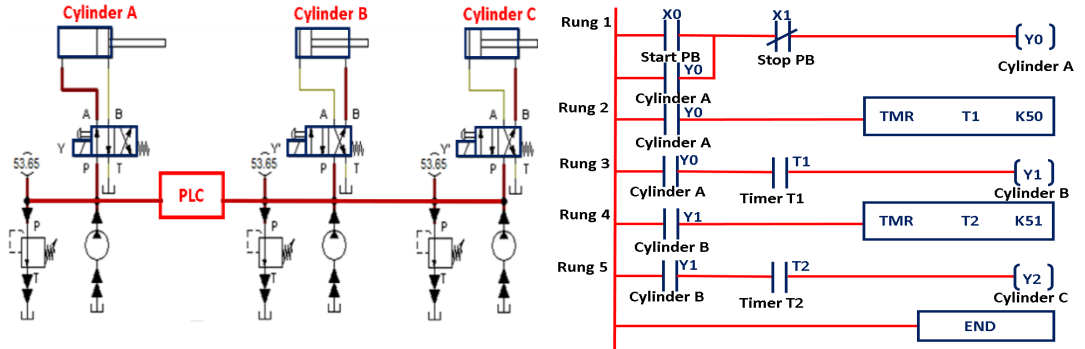 Cylinder A
Cylinder B
Cylinder C
A B
Y
P T
53.65
PLC
P
T
A B
Y'
P T
53.65
P
T
A B
Y'
P T
53.65
P
T
Rung 1
X0
X1
Y0
Start PB
Stop PB
Cylinder A
Y0
Cylinder A
Rung 2
Y0
TMR T1 K50
Cylinder A
Rung 3
Y0
T1
Y1
Cylinder A
Timer T1
Cylinder B
Rung 4
Y1
TMR T2 K51
Cylinder B
Rung 5
Y1
T2
Y2
Cylinder B
Timer T2
Cylinder C
END